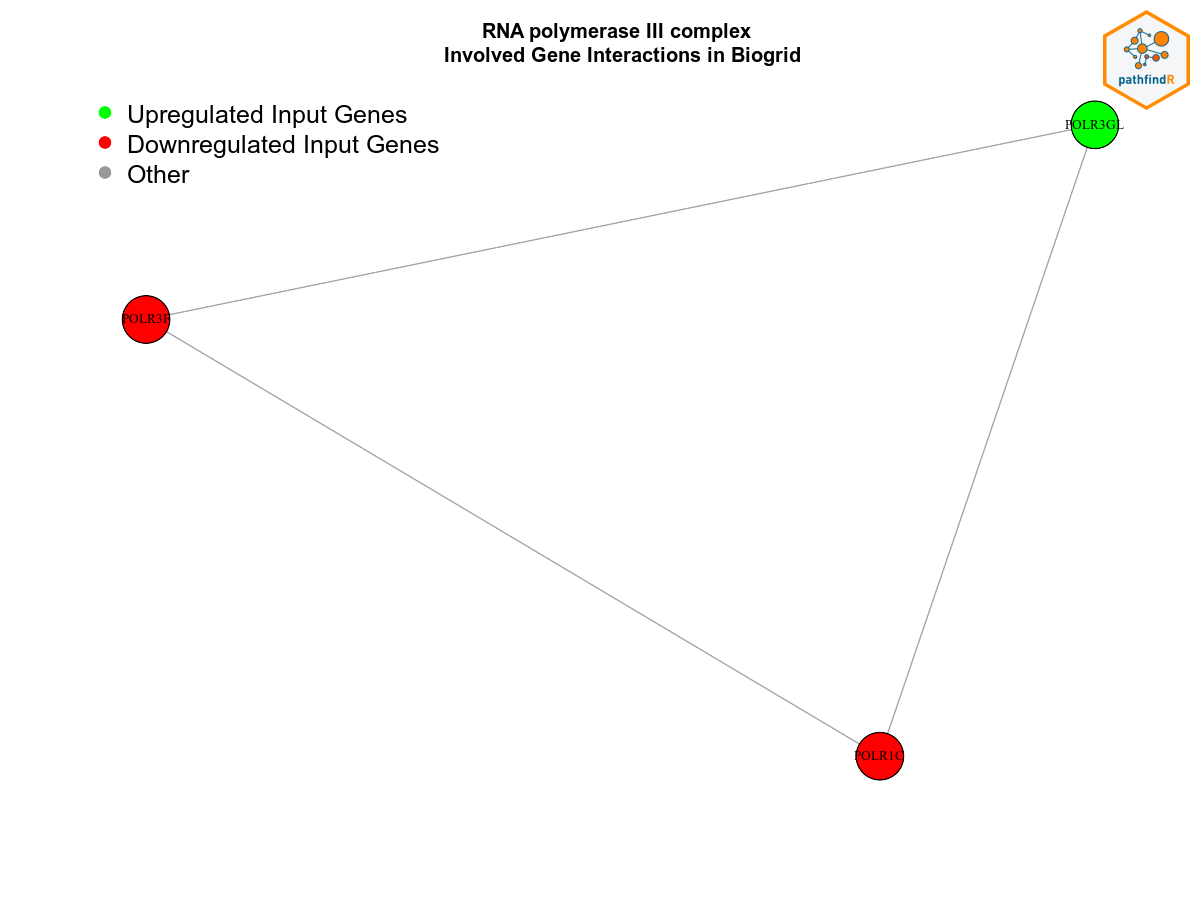 RNA polymerase III complex
Involved Gene Interactions in Biogrid
pathfindR
Upregulated Input Genes
Downregulated Input Genes
Other
POLR3GL
POLR3F
POLR1C